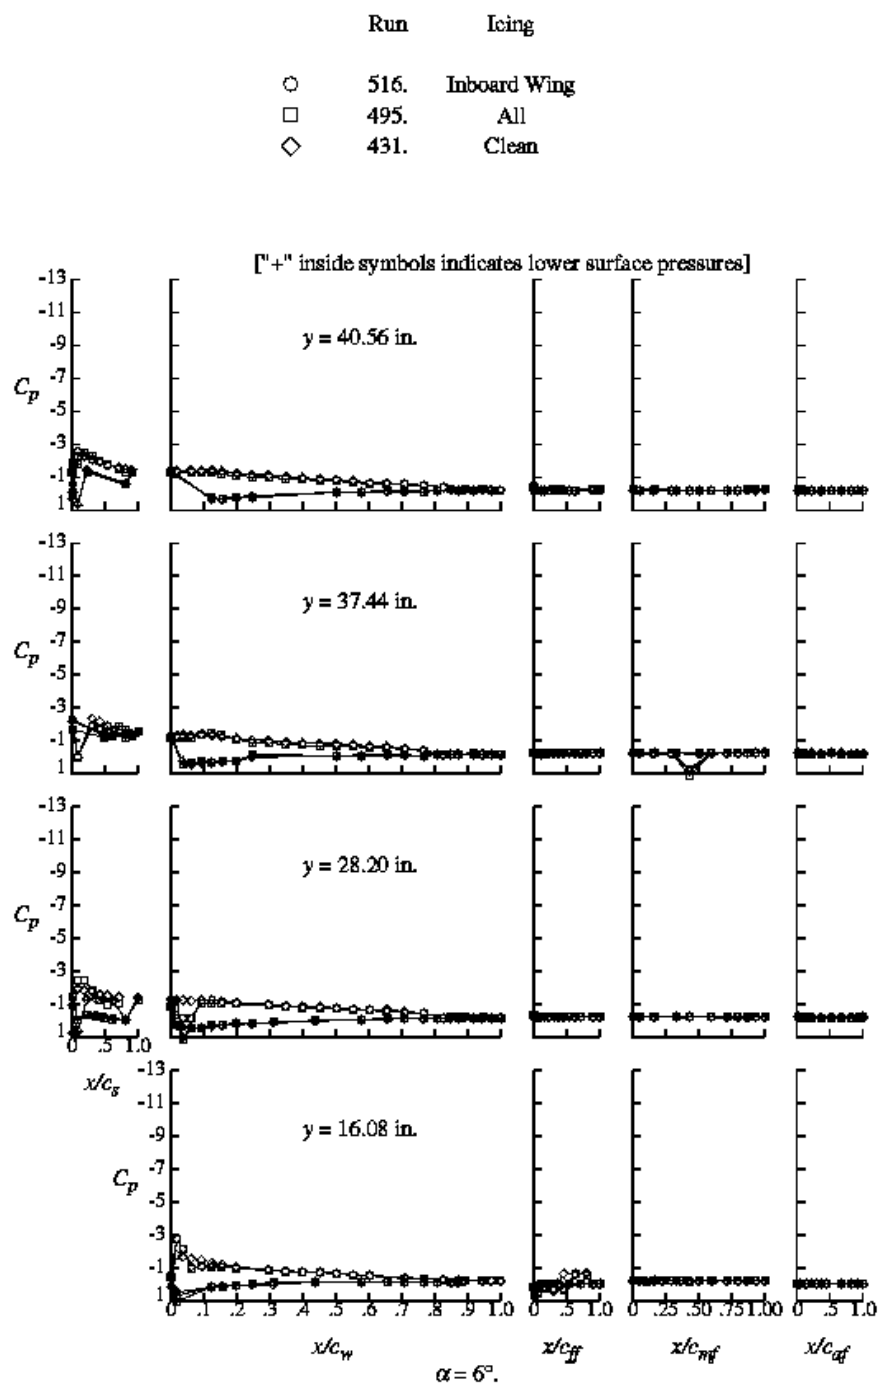 Run Icing
516. Inboard Wing
495. All
431. Clean
["+" inside symbols indicates lower surface pressures]
-13
-11
-9
y = 40.56 in.
-7
Cp
-5
-3
-1
1
-13
-11
-9
y = 37.44 in.
-7
Cp
-5
-3
-1
1
-13
-11
-9
y = 28.20 in.
-7
Cp
-5
-3
-1
1
0 .5 1.0
x/cs
-13
-11
-9
y = 16.08 in.
-7
Cp
-5
-3
-1
1
0 .1 .2 .3 .4 .5 .6 .7 .8 .9 1.0 0 .5 1.0 0 .25 .50 .75 1.00 0 .5 1.0
x/cw x/cff x/cmf x/caf
α = 6°.